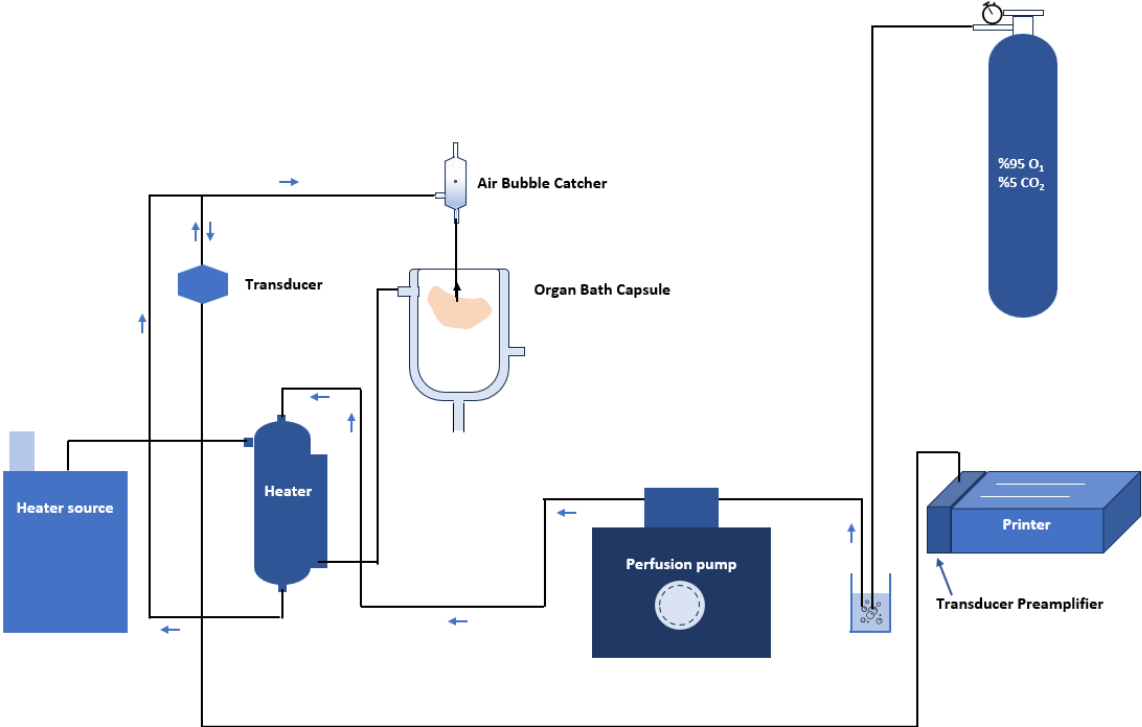 %95 O₁
%5 CO₂
Air Bubble Catcher
Transducer
Organ Bath Capsule
Heater
Heater source
Printer
Perfusion pump
Transducer Preamplifier